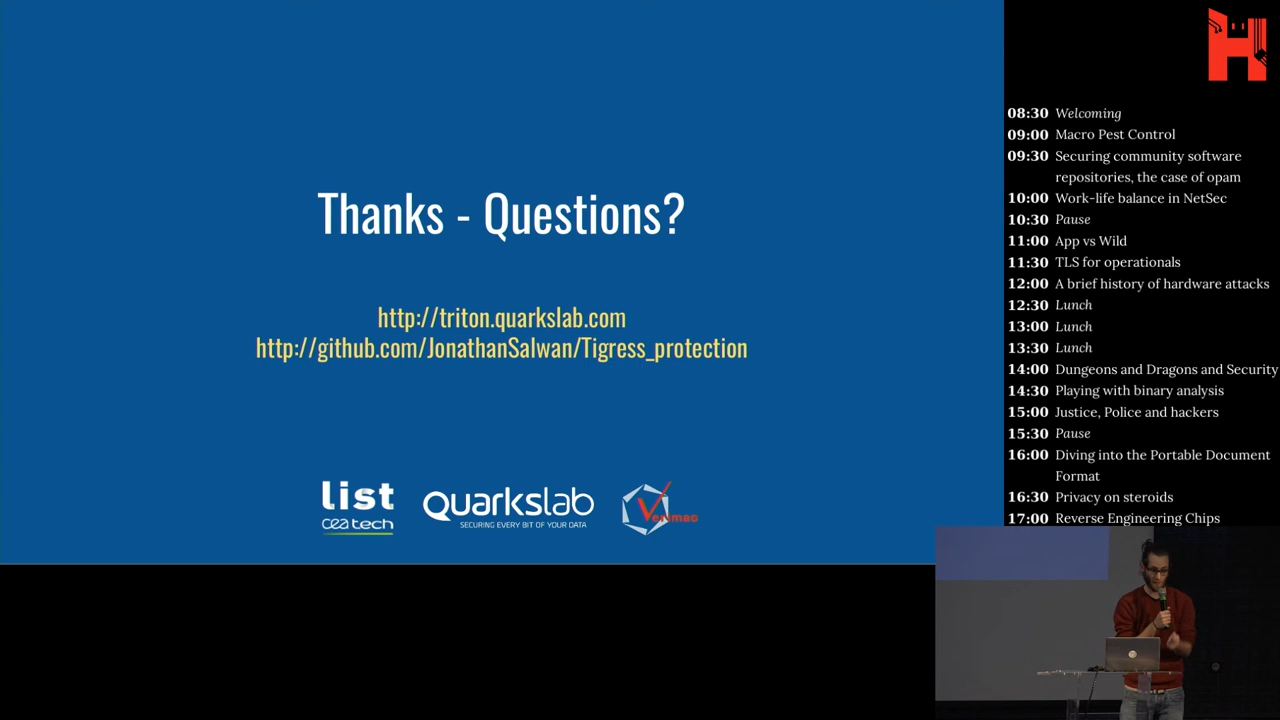 Thanks - Questions?
http://triton.quarkslab.com
http://github.com/JonathanSalwan/Tigress_protection
list
cea tech
Quarkslab
SECURING EVERY BIT OF YOUR DATA
Verimag
08:30 Welcoming
09:00 Macro Pest Control
09:30 Securing community software
repositories, the case of opam
10:00 Work-life balance in NetSec
10:30 Pause
11:00 App vs Wild
11:30 TLS for operationals
12:00 A brief history of hardware attacks
12:30 Lunch
13:00 Lunch
13:30 Lunch
14:00 Dungeons and Dragons and Security
14:30 Playing with binary analysis
15:00 Justice, Police and hackers
15:30 Pause
16:00 Diving into the Portable Document
Format
16:30 Privacy on steroids
17:00 Reverse Engineering Chips